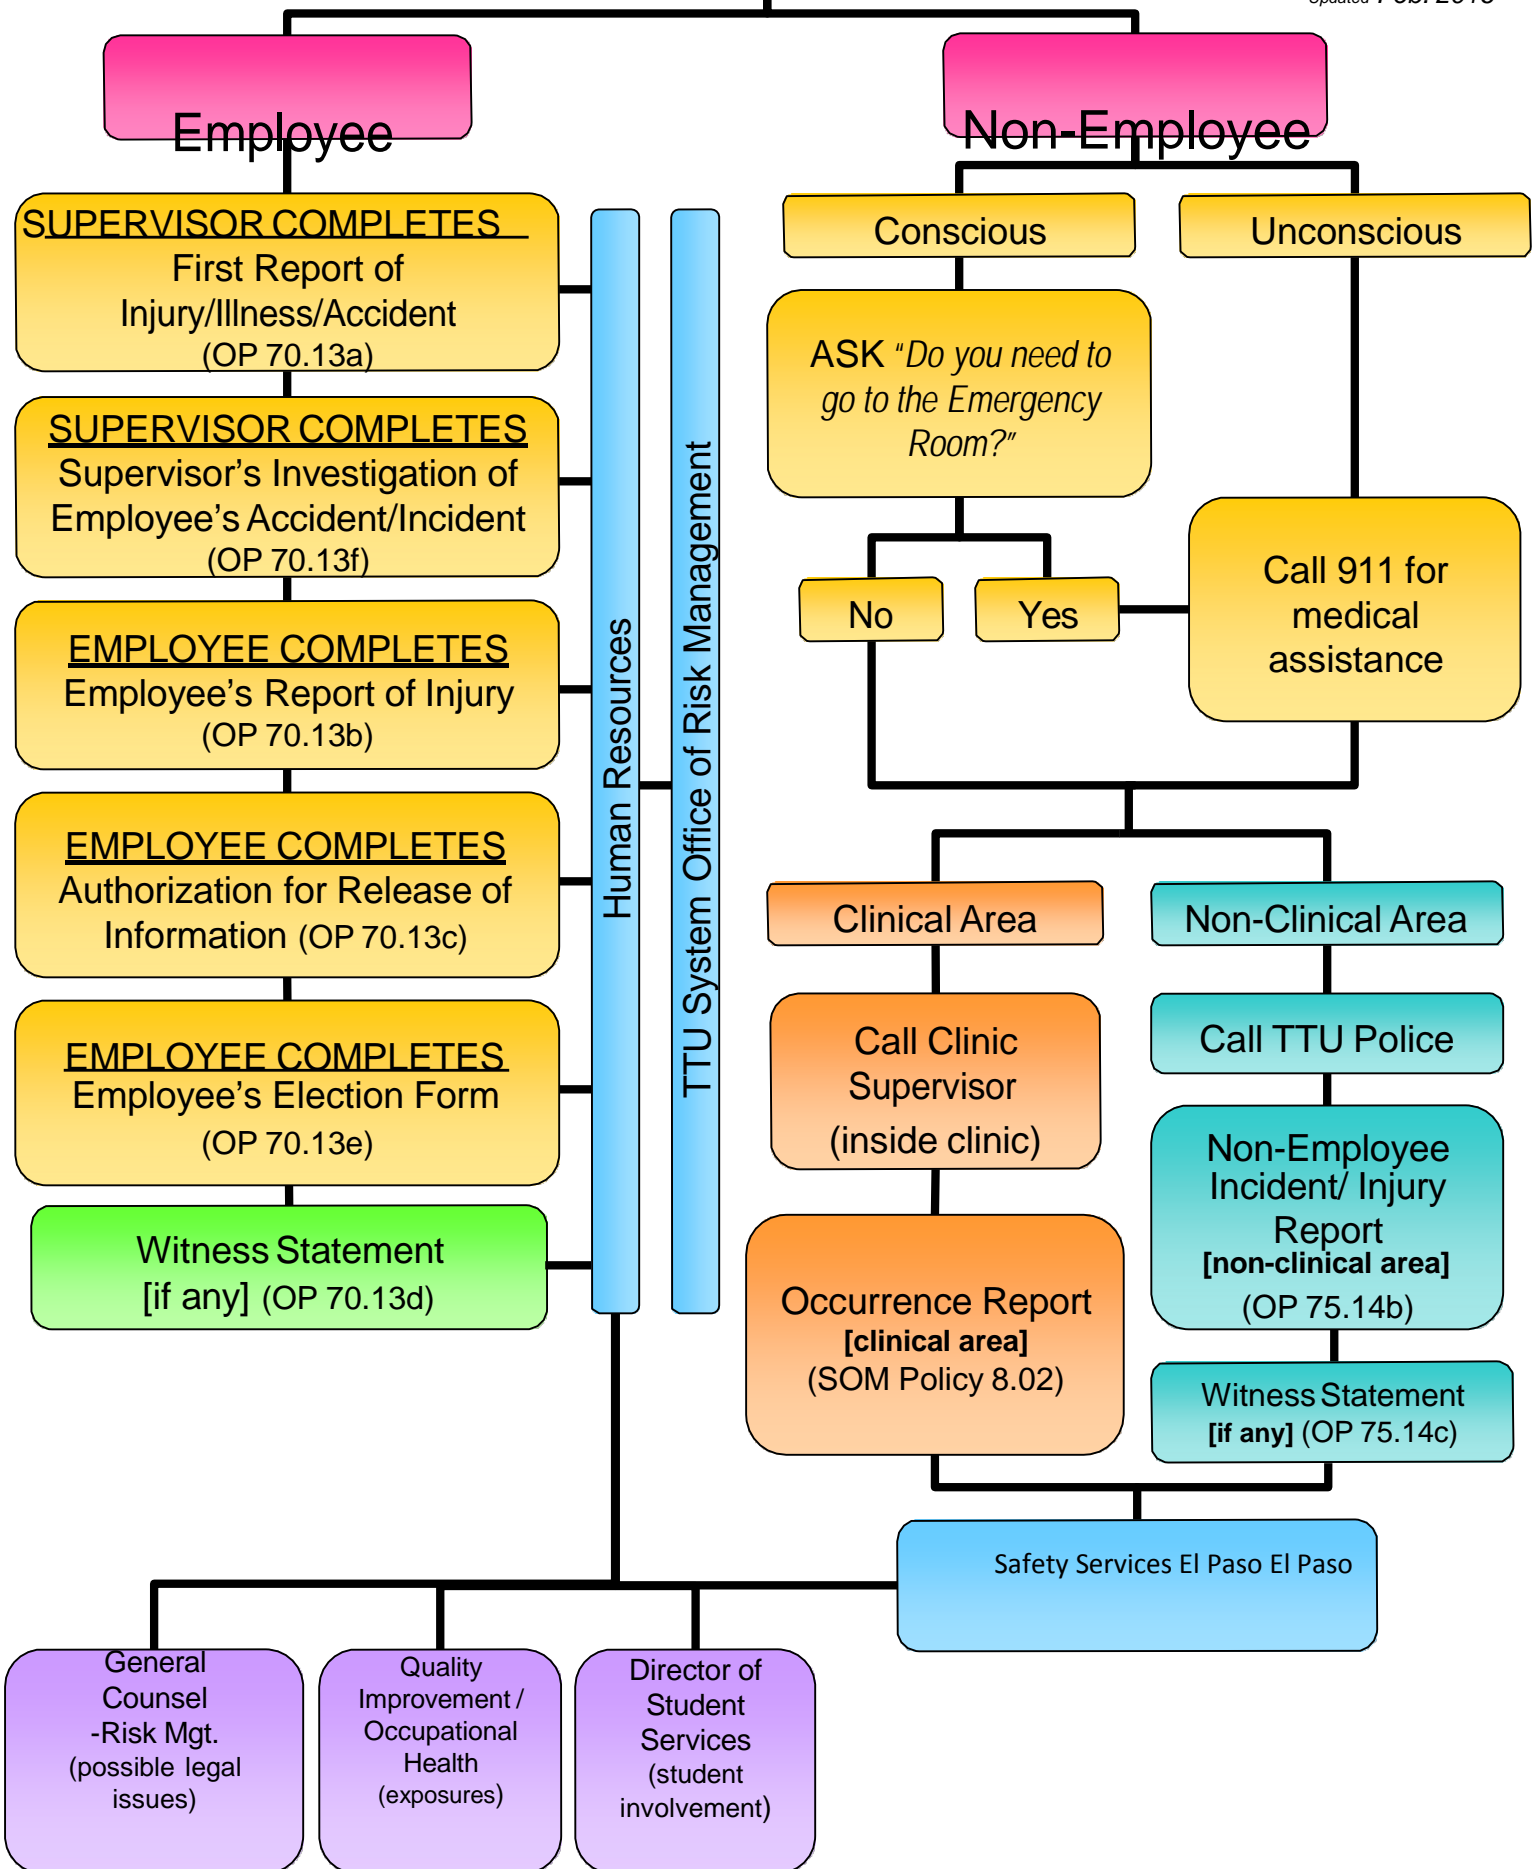 Updated Feb. 2013
Employee
Non-Employee
SUPERVISOR COMPLETES
First Report of
Injury/Illness/Accident
(OP 70.13a)
SUPERVISOR COMPLETES
Supervisor’s Investigation of
Employee’s Accident/Incident
(OP 70.13f)
EMPLOYEE COMPLETES
Employee’s Report of Injury
(OP 70.13b)
EMPLOYEE COMPLETES
Authorization for Release of
Information (OP 70.13c)
EMPLOYEE COMPLETES
Employee’s Election Form
(OP 70.13e)
Witness Statement
[if any] (OP 70.13d)
Human Resources
TTU System Office of Risk Management
Conscious
Unconscious
ASK “Do you need to
go to the Emergency
Room?”
No
Yes
Call 911 for
medical
assistance
Clinical Area
Non-Clinical Area
Call Clinic
Supervisor
(inside clinic)
Call TTU Police
Occurrence Report
[clinical area]
(SOM Policy 8.02)
Non-Employee
Incident/ Injury
Report
[non-clinical area]
(OP 75.14b)
Witness Statement
[if any] (OP 75.14c)
Safety Services El Paso El Paso
General
Counsel
-Risk Mgt.
(possible legal
issues)
Quality
Improvement /
Occupational
Health
(exposures)
Director of
Student
Services
(student
involvement)